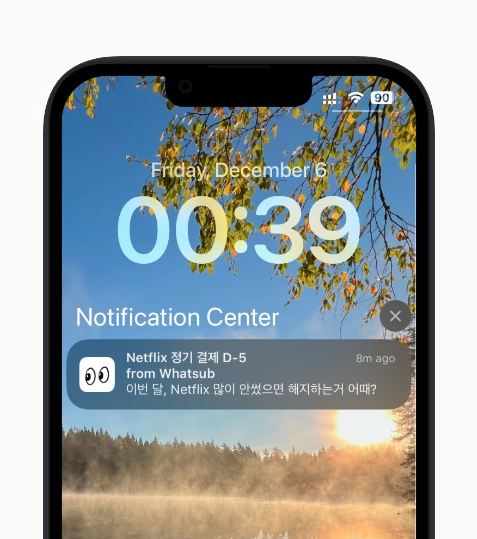 90
Friday, December 6
00:39
Notification Center
Netflix 정기 결제 D-5
8m ago
from Whatsub
이번 달, Netflix 많이 안썼으면 해지하는거 어때?